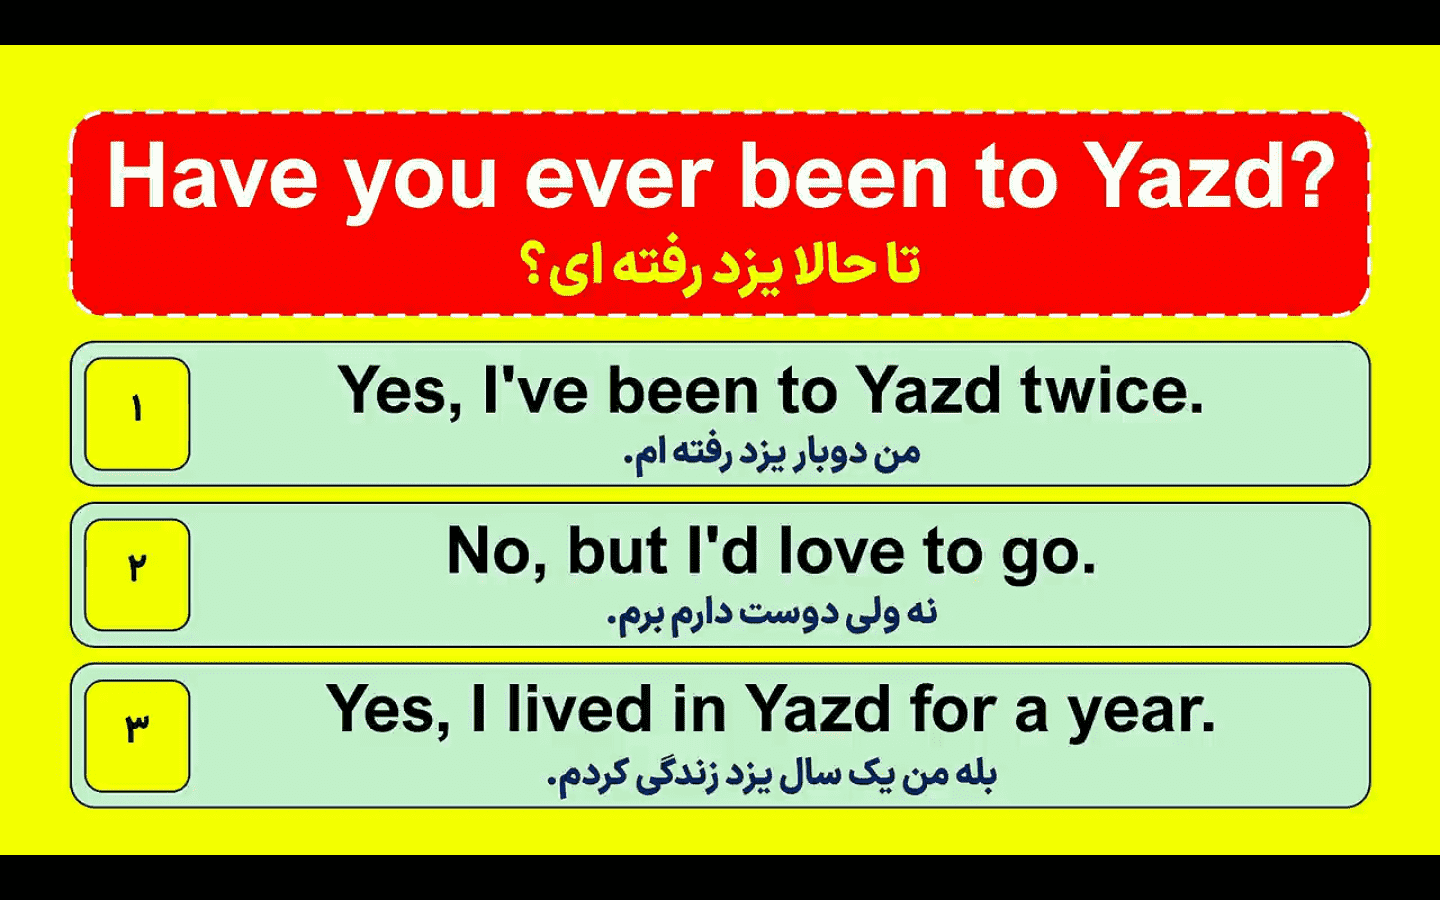 Have you ever been to Yazd?
تا حالا یزد رفته ای؟
۱
Yes, I've been to Yazd twice.
من دوبار یزد رفته ام.
۲
No, but I'd love to go.
نه ولی دوست دارم برم.
۳
Yes, I lived in Yazd for a year.
بله من یک سال یزد زندگی کردم.